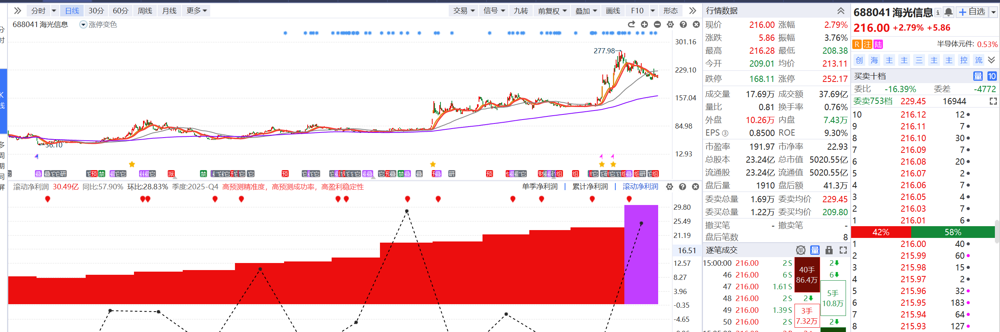 分时 日线 30分 60分 周线 月线 更多 交易 信号 九转 前复权 叠加 画线 F10 形态
688041 海光信息 涨停变色
301.16
277.98
229.10
157.04
84.98
36.10
12.93
分时
K线
多周期同屏
滚动净利润 30.49亿 同比:57.90% 环比:28.83% 季度:2025-Q4 高预测精准度，高预测成功率，高盈利稳定性
单季净利润 | 累计净利润 | 滚动净利润
29.80
25.49
21.19
16.51
12.57
8.27
3.96
-0.35
-4.65
行情数据
现价 216.00 涨幅 2.79%
涨跌 5.86 振幅 3.76%
最高 216.28 最低 208.38
今开 209.01 均价 213.11
跌停 168.11 涨停 252.17
成交量 17.69万 成交额 37.69亿
量比 0.81 换手率 0.76%
外盘 10.26万 内盘 7.43万
EPS③ 0.8500 ROE 9.30%
市盈率 191.97 市净率 22.93
总股本 23.24亿 总市值 5020.55亿
流通股 23.24亿 流通值 5020.55亿
盘后量 1910 盘后额 41.3万
委卖总量 1.69万 委卖均价 229.45
委买总量 1.22万 委买均价 209.80
撤买笔 - 撤卖笔 -
盘后笔数 8
逐笔成交 单 量
15:00:00 216.00 2 S
46 216.00 6 S
47 216.00 1.61 S
48 216.00 2 S
49 216.00 1.39 S
50 216.00 2 S
40手
86.4万
2
3手
7.32万
2
6
5手
10.8万
2
688041 海光信息 i 自选
216.00 +2.79% +5.86
R 注 陆 半导体元件: 0.53%
创 海 主 主 三 主 主 控 流
买卖十档 量 10
委比 -16.39% 委差 -4772
委卖753档 229.45 16944
10 216.12 12
9 216.11 7
8 216.10 30
7 216.09 7
6 216.08 20
5 216.07 2
4 216.06 7
3 216.05 4
2 216.03 7
1 216.01 6
42% 58%
1 216.00 40
2 215.99 60
3 215.98 15
4 215.97 2
5 215.96 32
6 215.95 183
7 215.94 64
8 215.93 127